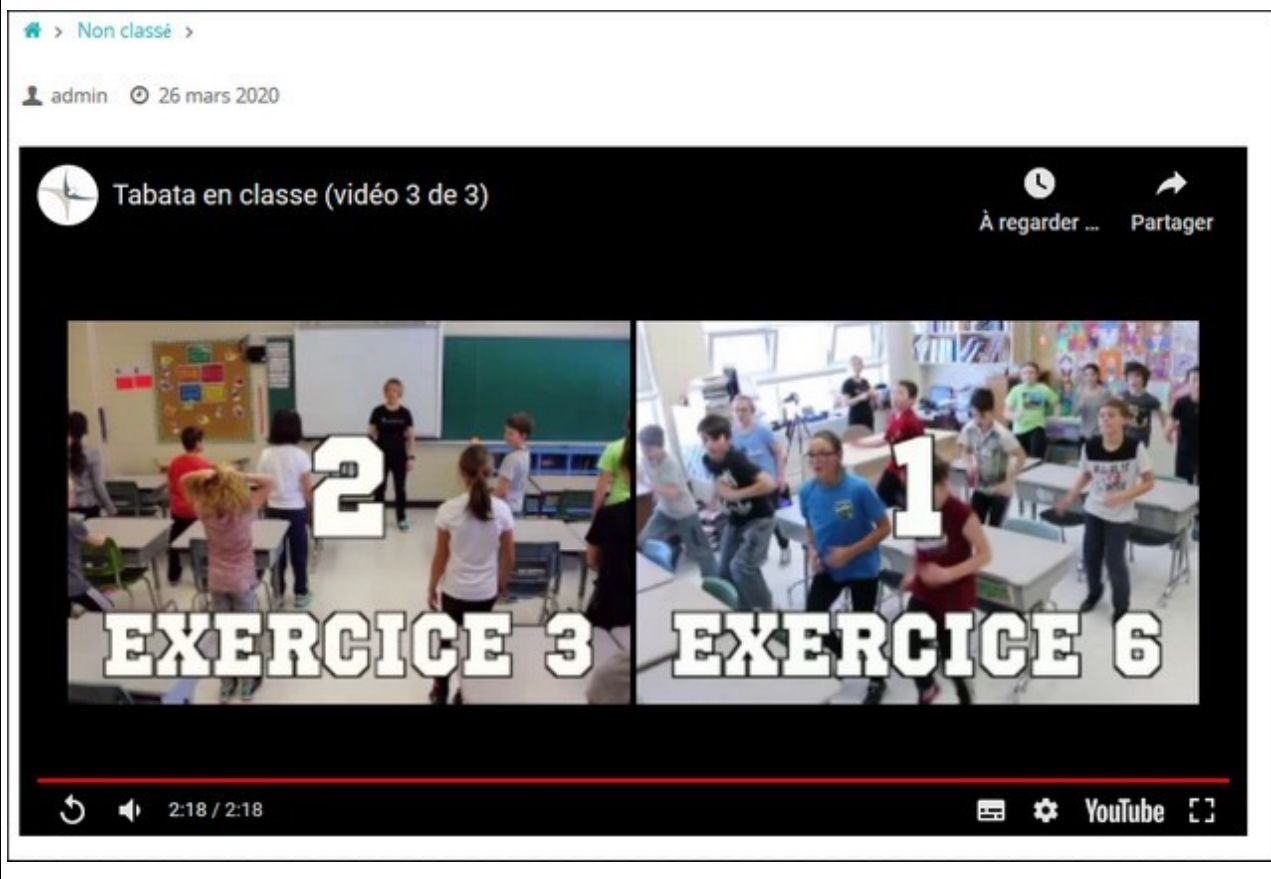 > Non classé >
admin 26 mars 2020
Tabata en classe (vidéo 3 de 3)
À regarder ... Partager
2 1
EXERCICE 3 EXERCICE 6
2:18 / 2:18 YouTube